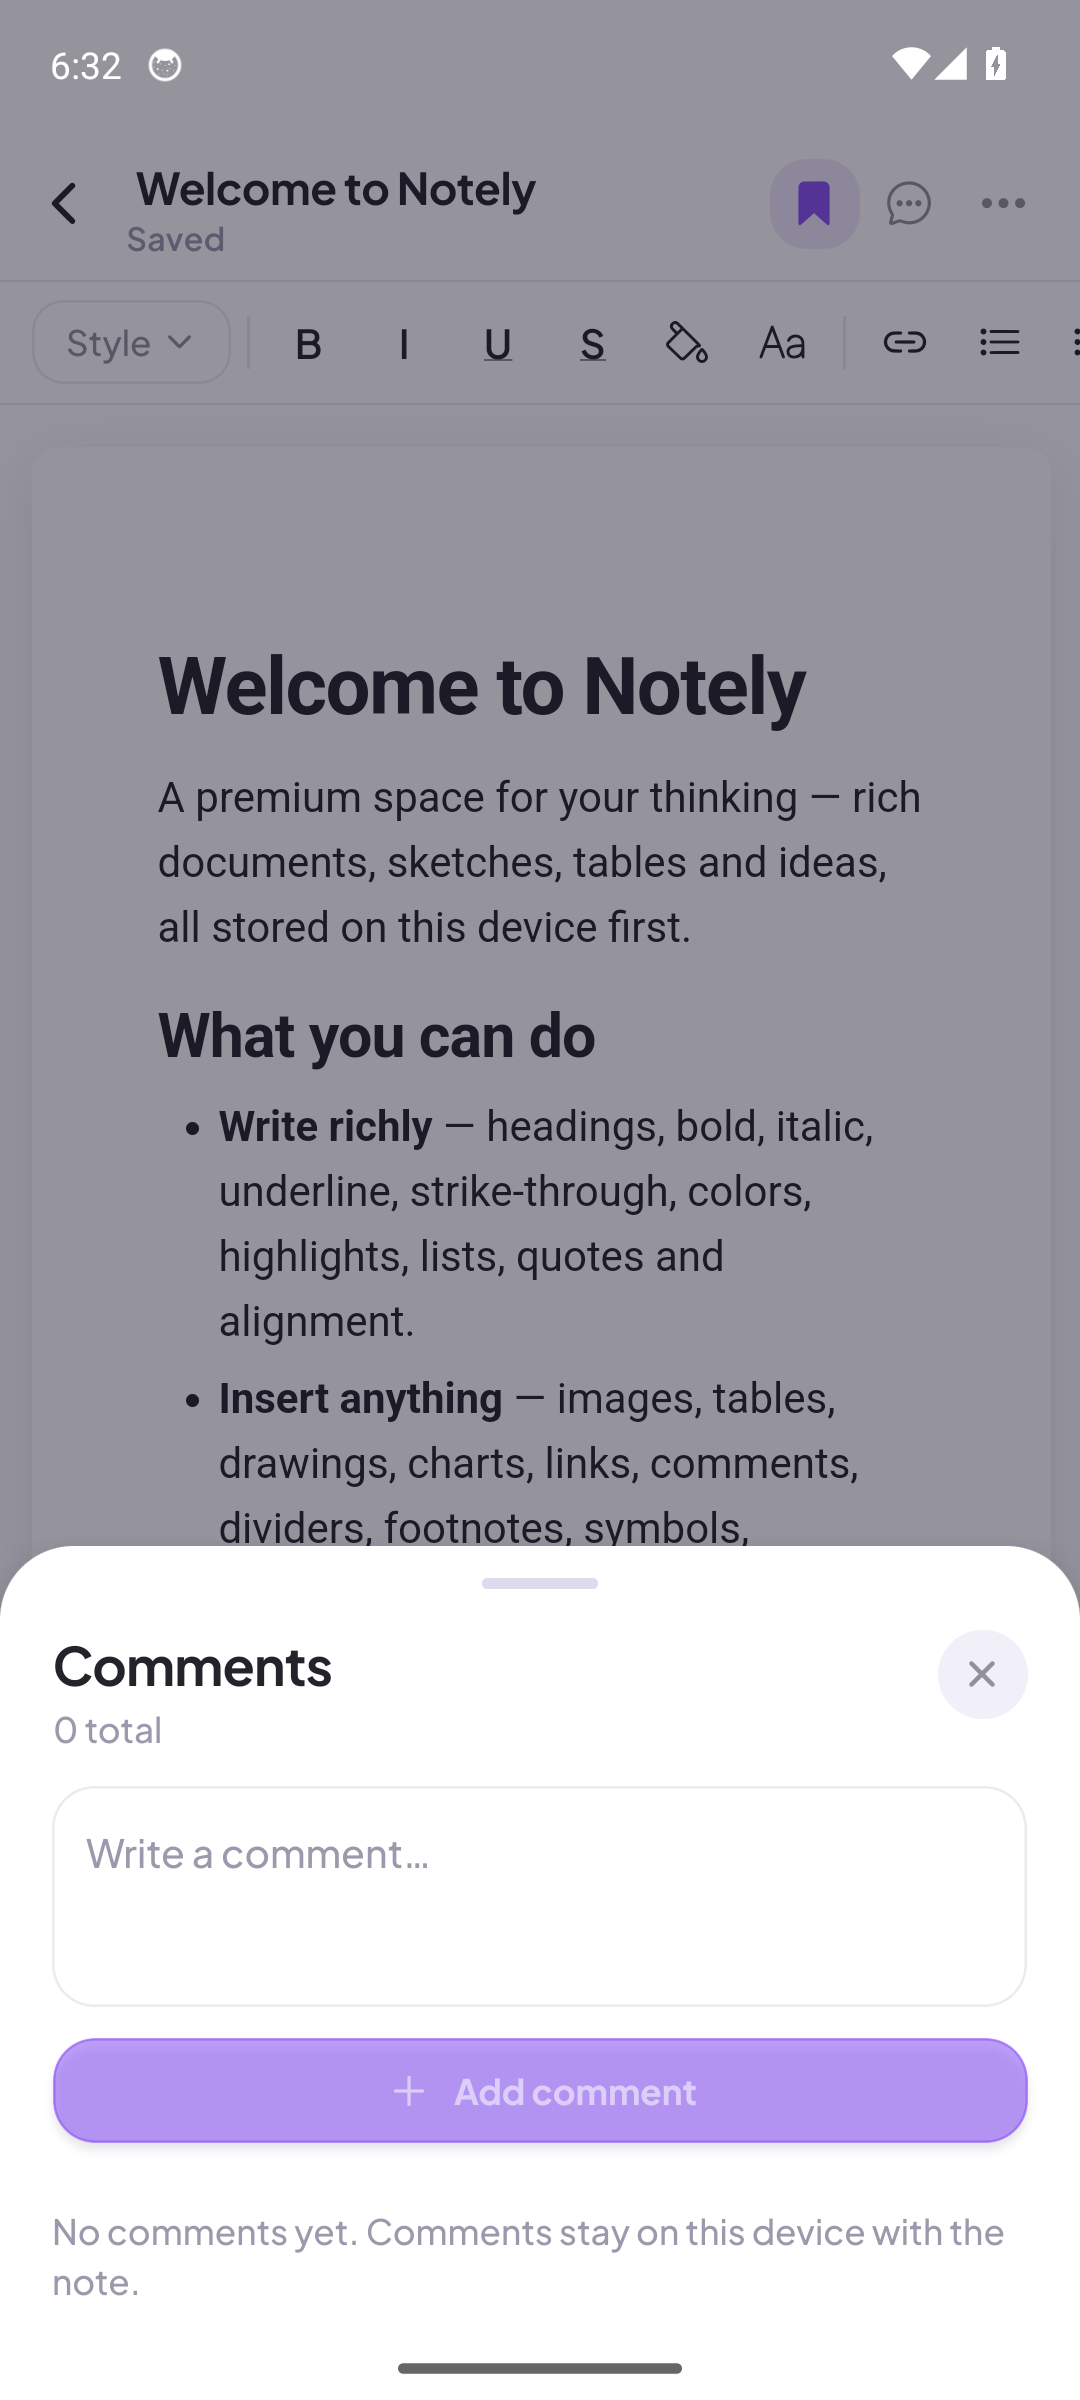 6:32
Welcome to Notely
Saved
Style
B I U S Aa
Welcome to Notely
A premium space for your thinking — rich
documents, sketches, tables and ideas,
all stored on this device first.
What you can do
• Write richly — headings, bold, italic,
underline, strike-through, colors,
highlights, lists, quotes and
alignment.
• Insert anything — images, tables,
drawings, charts, links, comments,
dividers, footnotes, symbols,
Comments
0 total
Write a comment...
Add comment
No comments yet. Comments stay on this device with the
note.